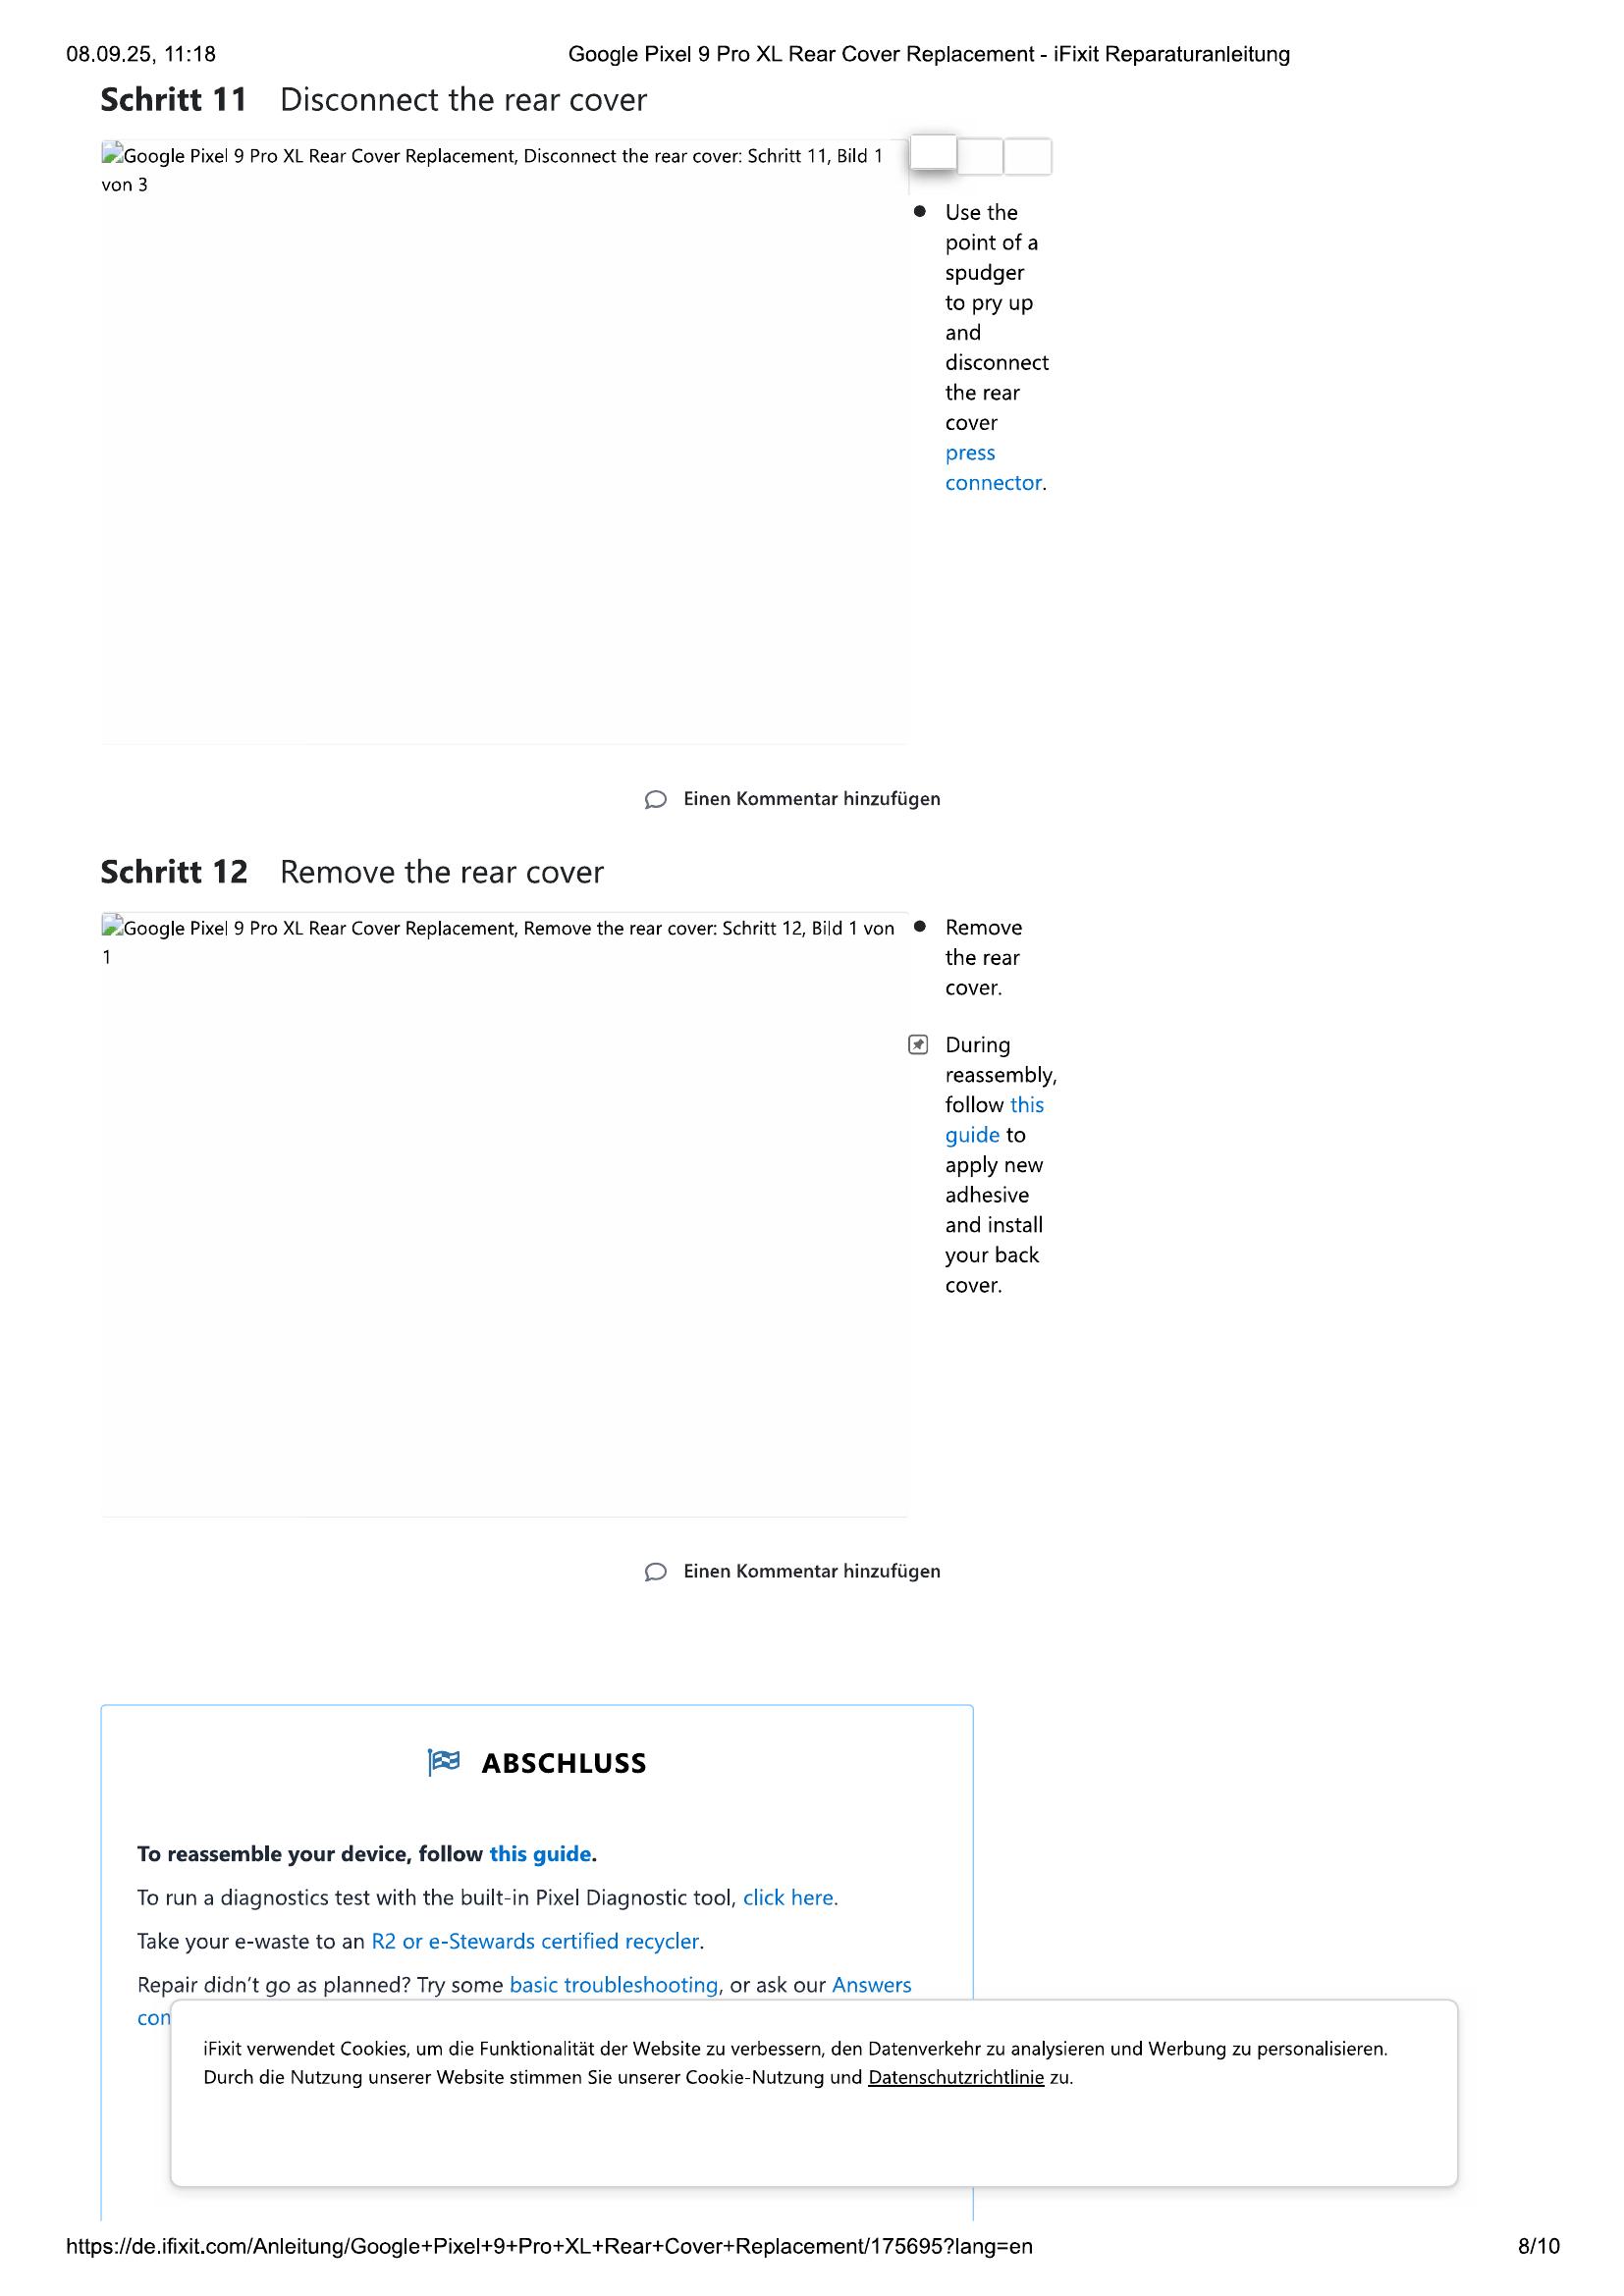 08.09.25, 11:18
Google Pixel 9 Pro XL Rear Cover Replacement - iFixit Reparaturanleitung
Schritt 11 Disconnect the rear cover
Google Pixel 9 Pro XL Rear Cover Replacement, Disconnect the rear cover: Schritt 11, Bild 1
von 3
Use the
point of a
spudger
to pry up
and
disconnect
the rear
cover
press
connector.
Einen Kommentar hinzufügen
Schritt 12 Remove the rear cover
Google Pixel 9 Pro XL Rear Cover Replacement, Remove the rear cover: Schritt 12, Bild 1 von
1
Remove
the rear
cover.
During
reassembly,
follow this
guide to
apply new
adhesive
and install
your back
cover.
Einen Kommentar hinzufügen
ABSCHLUSS
To reassemble your device, follow this guide.
To run a diagnostics test with the built-in Pixel Diagnostic tool, click here.
Take your e-waste to an R2 or e-Stewards certified recycler.
Repair didn't go as planned? Try some basic troubleshooting, or ask our Answers
iFixit verwendet Cookies, um die Funktionalität der Website zu verbessern, den Datenverkehr zu analysieren und Werbung zu personalisieren.
Durch die Nutzung unserer Website stimmen Sie unserer Cookie-Nutzung und Datenschutzrichtlinie zu.
https://de.ifixit.com/Anleitung/Google+Pixel+9+Pro+XL+Rear+Cover+Replacement/175695?lang=en
8/10